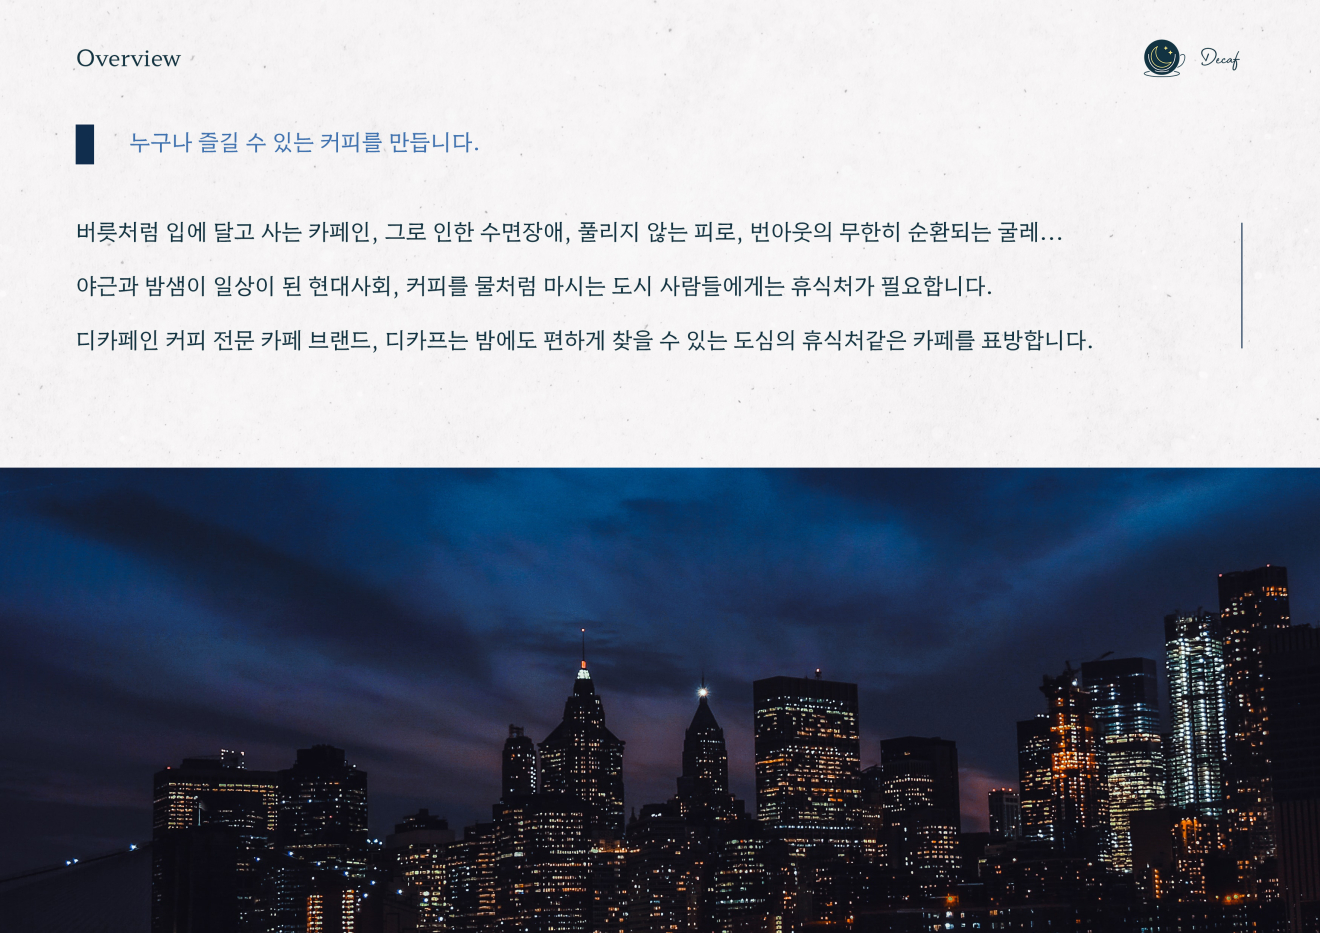 Overview
Decaf
누구나 즐길 수 있는 커피를 만듭니다.
버릇처럼 입에 달고 사는 카페인, 그로 인한 수면장애, 풀리지 않는 피로, 번아웃의 무한히 순환되는 굴레...
야근과 밤샘이 일상이 된 현대사회, 커피를 물처럼 마시는 도시 사람들에게는 휴식처가 필요합니다.
디카페인 커피 전문 카페 브랜드, 디카프는 밤에도 편하게 찾을 수 있는 도심의 휴식처같은 카페를 표방합니다.